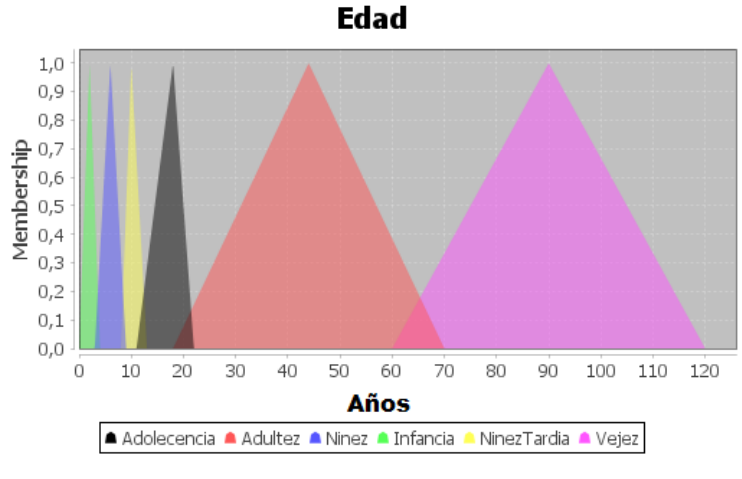 Edad
Membership
1,0
0,9
0,8
0,7
0,6
0,5
0,4
0,3
0,2
0,1
0,0
0 10 20 30 40 50 60 70 80 90 100 110 120
Años
Adolecencia Adultez Ninez Infancia NinezTardia Vejez